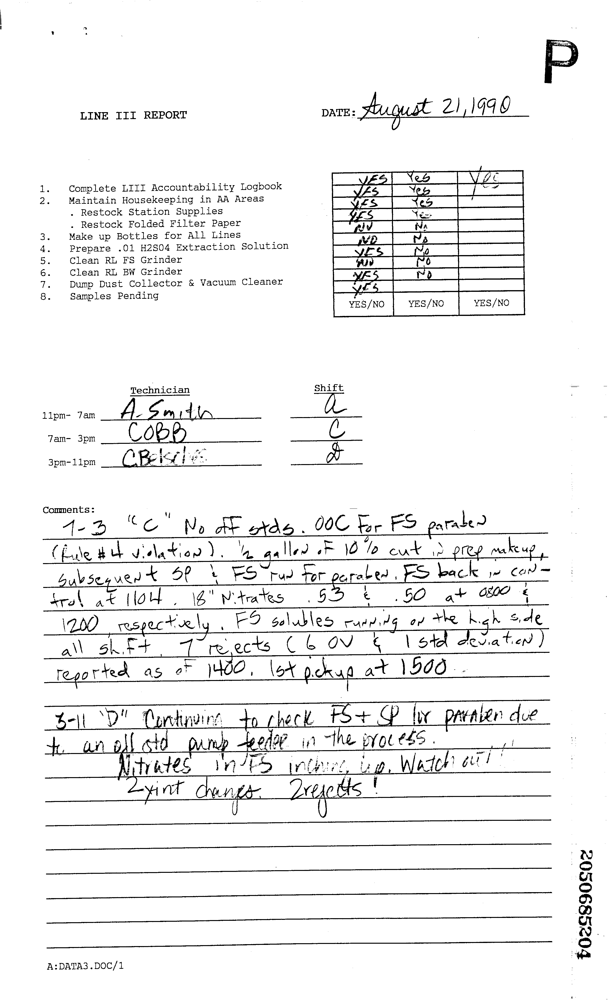 P
LINE III REPORT
DATE: August 21, 1990
1. Complete LIII Accountability Logbook
2. Maintain Housekeeping in AA Areas
. Restock Station Supplies
. Restock Folded Filter Paper
3. Make up Bottles for All Lines
4. Prepare .01 H2S04 Extraction Solution
5. Clean RL FS Grinder
6. Clean RL BW Grinder
7. Dump Dust Collector & Vacuum Cleaner
8. Samples Pending
YES Yes Yes
YES Yes
YES Yes
YES Yes
NO No
NO No
YES No
NO No
YES No
YES
YES/NO YES/NO YES/NO
Technician Shift
11pm- 7am A. Smith a
7am- 3pm COBB C
3pm-11pm D
Comments:
7-3 "C" No off stds. OOC For FS paraben
(Rule #4 violation). 1/2 gallon of 10% cut in prep makeup,
subsequent SP & FS run for paraben. FS back in con-
trol at 1104. 18" Nitrates .53 & .50 at 0800 &
1200 respectively. FS solubles running on the high side
all shift. 7 rejects (6 OV & 1 std deviation)
reported as of 1400. 1st pickup at 1500
3-11 "D" Continuing to check FS + SP for paraben due
to an off std pump feeder in the process.
Nitrates in FS inching up. Watch out!!
2 changes. 2 rejects!
A:DATA3.DOC/1
2050685204